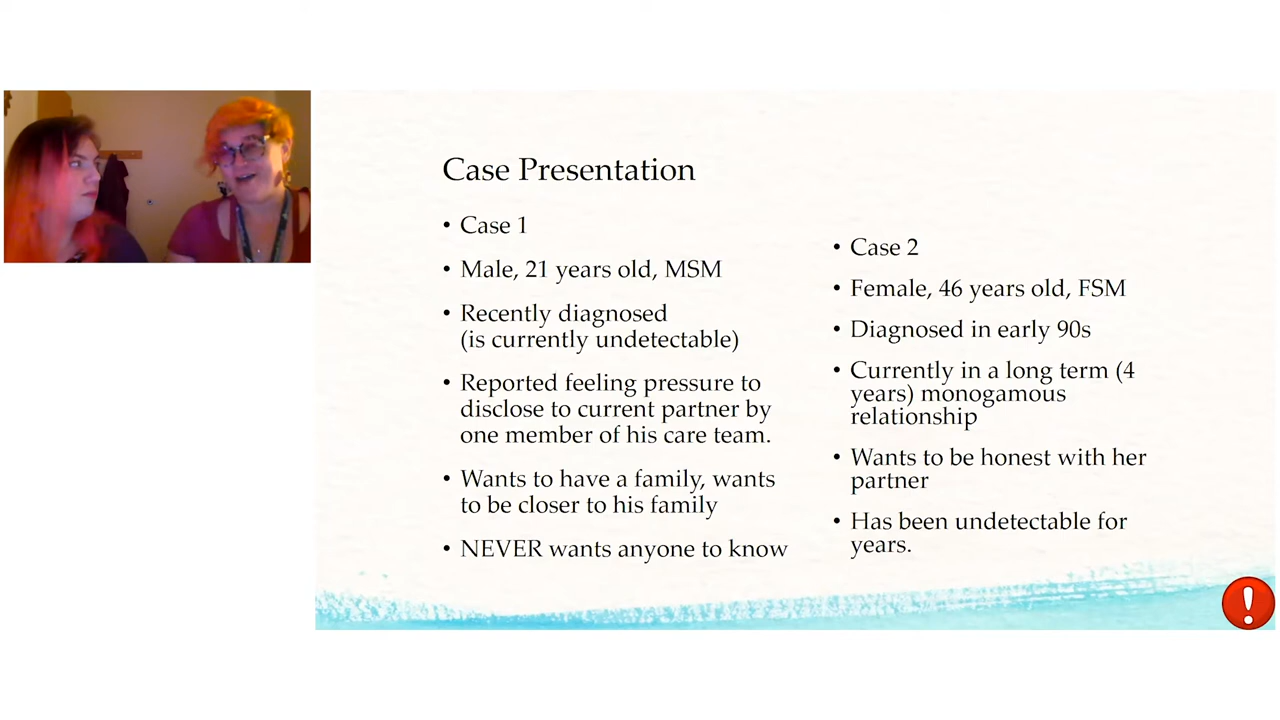 Case Presentation
• Case 1
• Male, 21 years old, MSM
• Recently diagnosed
(is currently undetectable)
• Reported feeling pressure to
disclose to current partner by
one member of his care team.
• Wants to have a family, wants
to be closer to his family
• NEVER wants anyone to know
• Case 2
• Female, 46 years old, FSM
• Diagnosed in early 90s
• Currently in a long term (4
years) monogamous
relationship
• Wants to be honest with her
partner
• Has been undetectable for
years.
!